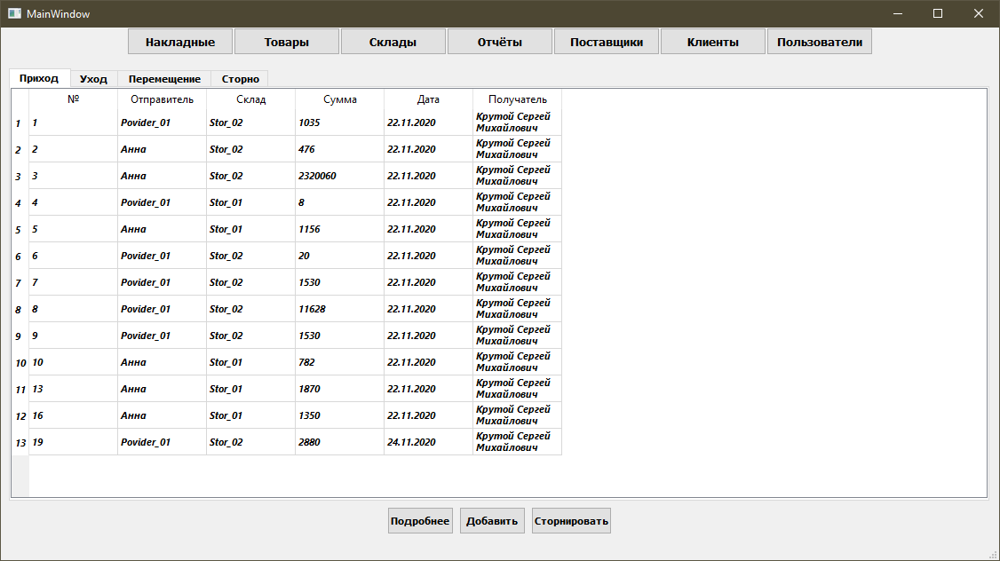 MainWindow
Накладные Товары Склады Отчёты Поставщики Клиенты Пользователи
Приход Уход Перемещение Сторно
№ Отправитель Склад Сумма Дата Получатель
1 1 Povider_01 Stor_02 1035 22.11.2020 Крутой Сергей
Михайлович
2 2 Анна Stor_02 476 22.11.2020 Крутой Сергей
Михайлович
3 3 Анна Stor_02 2320060 22.11.2020 Крутой Сергей
Михайлович
4 4 Povider_01 Stor_01 8 22.11.2020 Крутой Сергей
Михайлович
5 5 Анна Stor_01 1156 22.11.2020 Крутой Сергей
Михайлович
6 6 Povider_01 Stor_02 20 22.11.2020 Крутой Сергей
Михайлович
7 7 Povider_01 Stor_02 1530 22.11.2020 Крутой Сергей
Михайлович
8 8 Povider_01 Stor_02 11628 22.11.2020 Крутой Сергей
Михайлович
9 9 Povider_01 Stor_02 1530 22.11.2020 Крутой Сергей
Михайлович
10 10 Анна Stor_01 782 22.11.2020 Крутой Сергей
Михайлович
11 13 Анна Stor_01 1870 22.11.2020 Крутой Сергей
Михайлович
12 16 Анна Stor_01 1350 22.11.2020 Крутой Сергей
Михайлович
13 19 Povider_01 Stor_02 2880 24.11.2020 Крутой Сергей
Михайлович
Подробнее Добавить Сторнировать